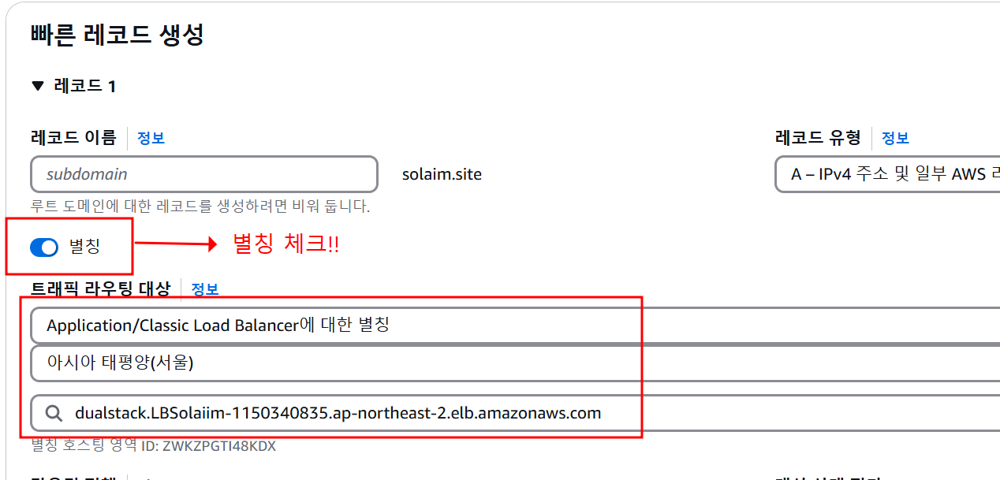 빠른 레코드 생성
▼ 레코드 1
레코드 이름 정보
레코드 유형 정보
subdomain
solaim.site
A – IPv4 주소 및 일부 AWS
루트 도메인에 대한 레코드를 생성하려면 비워 둡니다.
별칭
별칭 체크!!
트래픽 라우팅 대상 정보
Application/Classic Load Balancer에 대한 별칭
아시아 태평양(서울)
dualstack.LBSolaiim-1150340835.ap-northeast-2.elb.amazonaws.com
별칭 호스팅 영역 ID: ZWKZPGTI48KDX